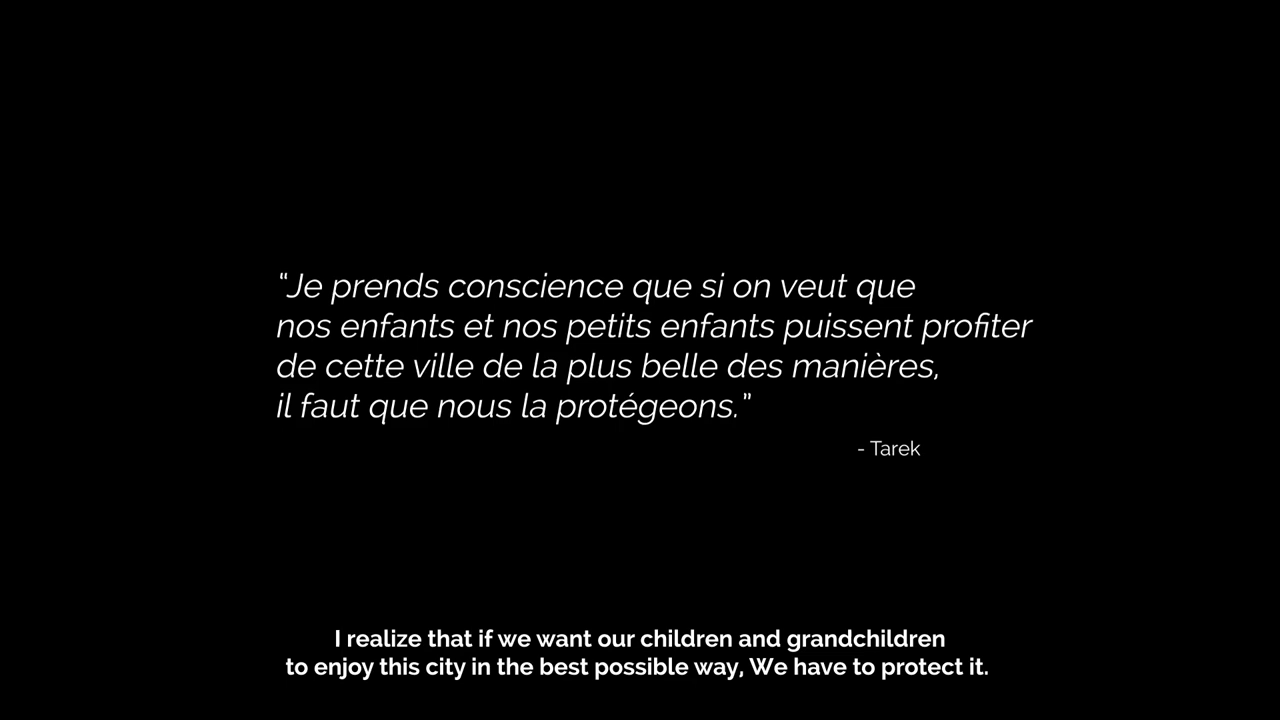 “Je prends conscience que si on veut que
nos enfants et nos petits enfants puissent profiter
de cette ville de la plus belle des manières,
il faut que nous la protégeons.”
- Tarek
I realize that if we want our children and grandchildren
to enjoy this city in the best possible way, We have to protect it.